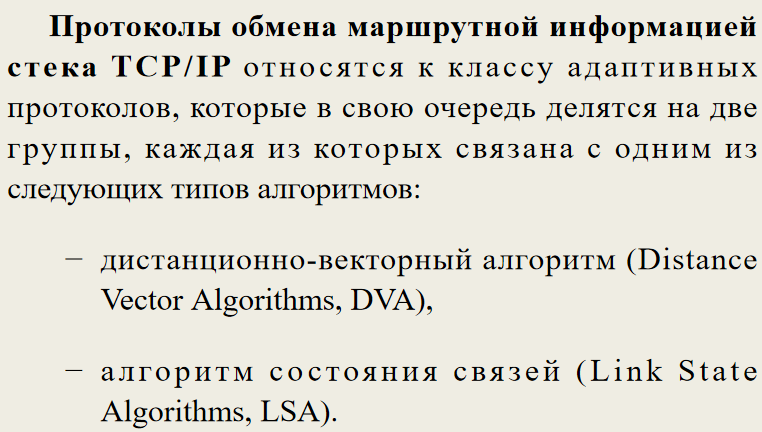 Протоколы обмена маршрутной информацией
стека TCP/IP относятся к классу адаптивных
протоколов, которые в свою очередь делятся на две
группы, каждая из которых связана с одним из
следующих типов алгоритмов:
− дистанционно-векторный алгоритм (Distance
Vector Algorithms, DVA),
− алгоритм состояния связей (Link State
Algorithms, LSA).